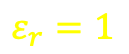 εᵣ = 1